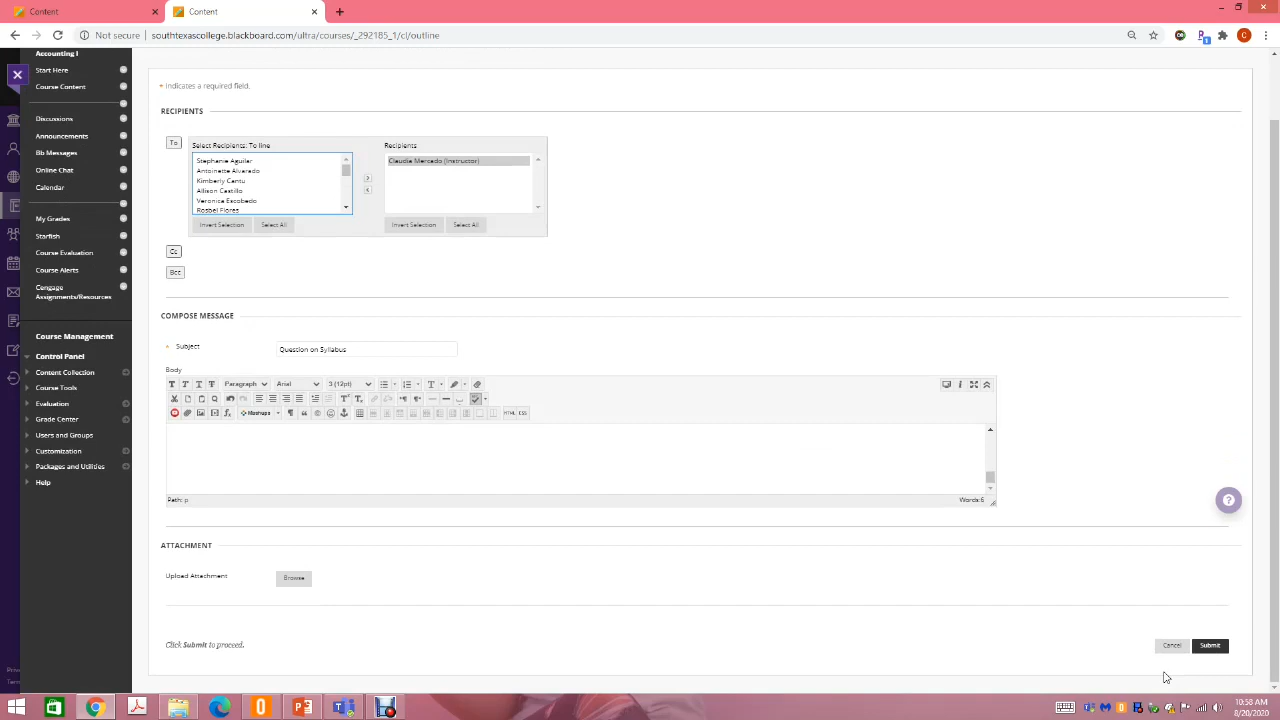 Content
Content
Not secure
southtexascollege.blackboard.com/ultra/courses/_292185_1/cl/outline
Accounting I
Start Here
Course Content
Discussions
Announcements
Bb Messages
Online Chat
Calendar
My Grades
Starfish
Course Evaluation
Course Alerts
Cengage
Assignments/Resources
Course Management
Control Panel
Content Collection
Course Tools
Evaluation
Grade Center
Users and Groups
Customization
Packages and Utilities
Help
Indicates a required field.
RECIPIENTS
To
Select Recipients: To line
Recipients
Stephanie Aguilar
Antoinette Alvarado
Kimberly Cantu
Allison Castillo
Veronica Escobedo
Rosbel Flores
Claudia Mercado (Instructor)
Invert Selection
Select All
Invert Selection
Select All
Cc
Bcc
COMPOSE MESSAGE
Subject
Question on Syllabus
Body
Paragraph
Arial
3 (12pt)
Mashups
HTML CSS
Path: p
Words:6
ATTACHMENT
Upload Attachment
Browse
Click Submit to proceed.
Cancel
Submit
10:58 AM
8/20/2020